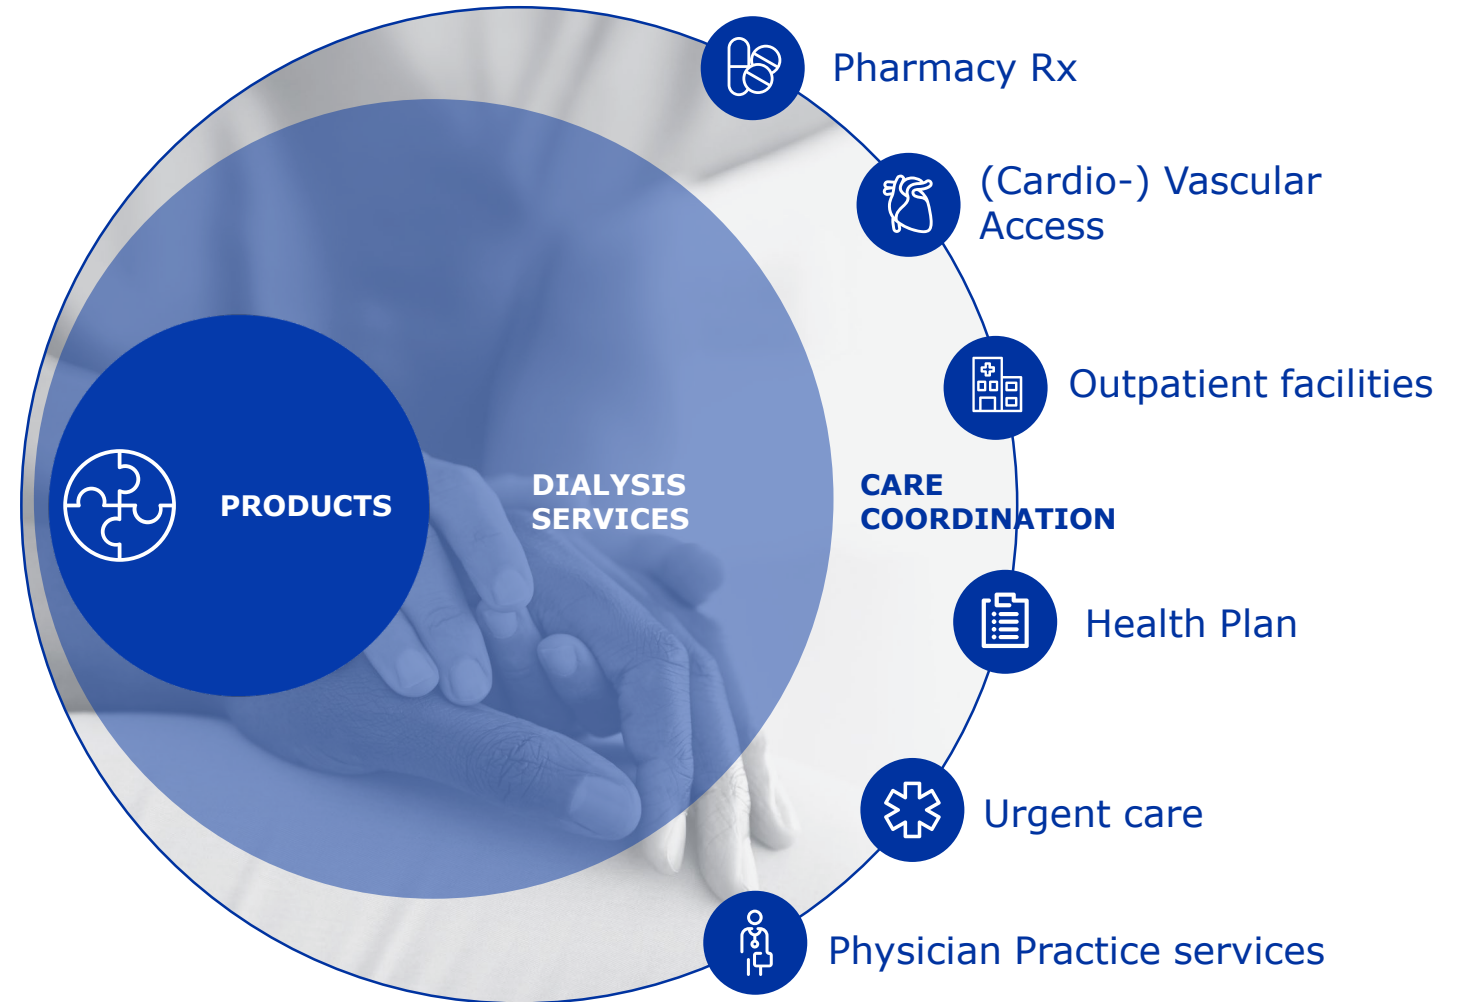 Pharmacy Rx
(Cardio-) Vascular
Access
Outpatient facilities
PRODUCTS
DIALYSIS
SERVICES
CARE
COORDINATION
Health Plan
Urgent care
Physician Practice services